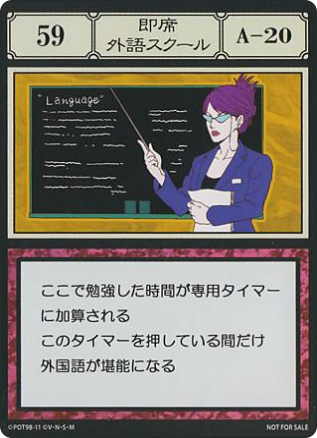 59
即席
外語スクール
A-20
"Language"
ここで勉強した時間が専用タイマー
に加算される
このタイマーを押している間だけ
外国語が堪能になる
©POT98-11 ©V・N・S・M
NOT FOR SALE